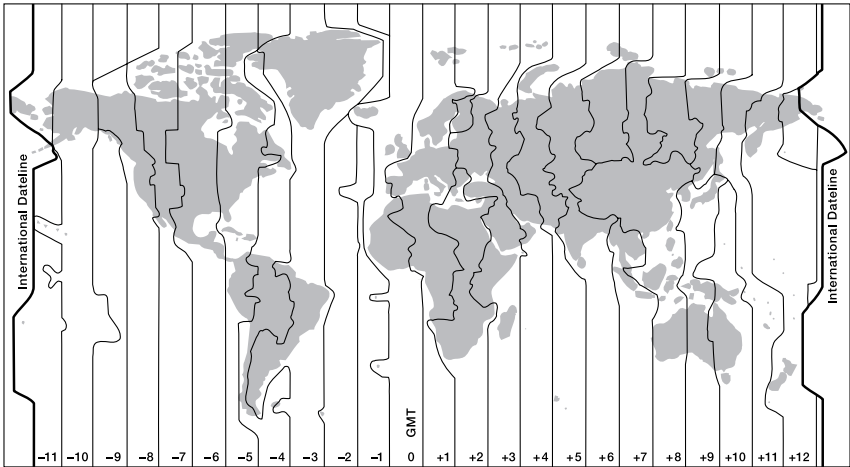 International Dateline
International Dateline
GMT
−11 −10 −9 −8 −7 −6 −5 −4 −3 −2 −1 0 +1 +2 +3 +4 +5 +6 +7 +8 +9 +10 +11 +12